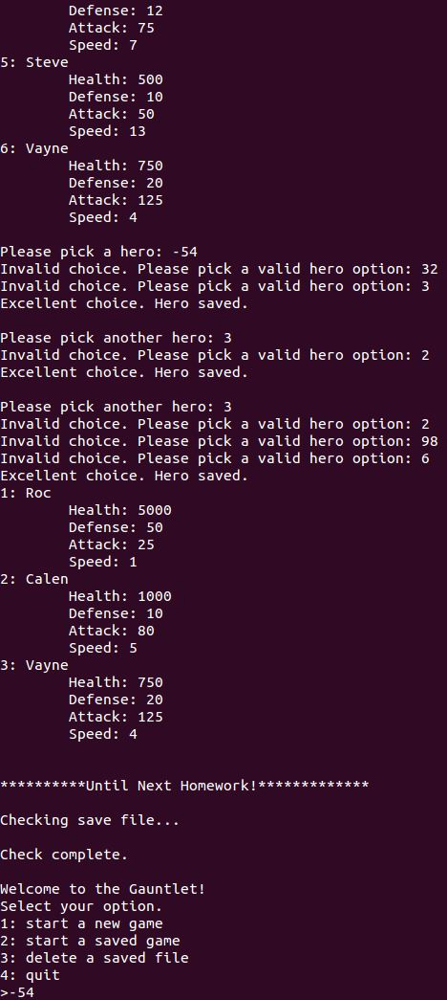 Defense: 12
Attack: 75
Speed: 7
5: Steve
Health: 500
Defense: 10
Attack: 50
Speed: 13
6: Vayne
Health: 750
Defense: 20
Attack: 125
Speed: 4
Please pick a hero: -54
Invalid choice. Please pick a valid hero option: 32
Invalid choice. Please pick a valid hero option: 3
Excellent choice. Hero saved.
Please pick another hero: 3
Invalid choice. Please pick a valid hero option: 2
Excellent choice. Hero saved.
Please pick another hero: 3
Invalid choice. Please pick a valid hero option: 2
Invalid choice. Please pick a valid hero option: 98
Invalid choice. Please pick a valid hero option: 6
Excellent choice. Hero saved.
1: Roc
Health: 5000
Defense: 50
Attack: 25
Speed: 1
2: Calen
Health: 1000
Defense: 10
Attack: 80
Speed: 5
3: Vayne
Health: 750
Defense: 20
Attack: 125
Speed: 4
**********Until Next Homework!*************
Checking save file...
Check complete.
Welcome to the Gauntlet!
Select your option.
1: start a new game
2: start a saved game
3: delete a saved file
4: quit
>-54